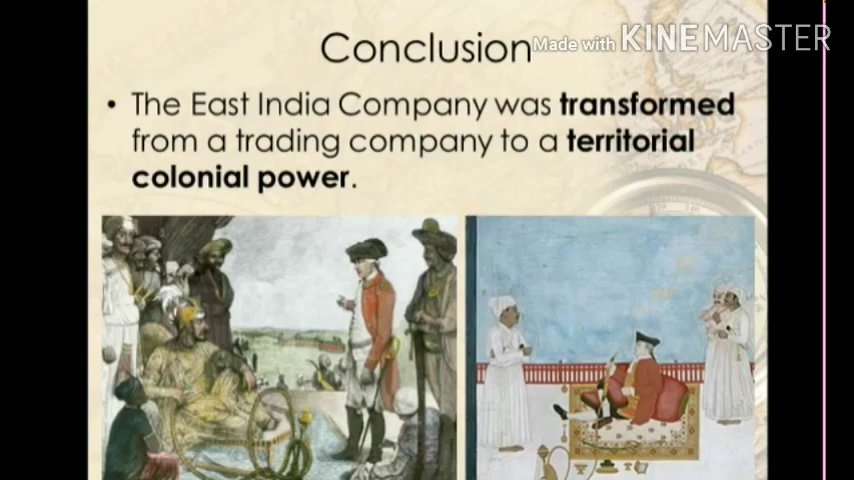 Conclusion
Made with KINEMASTER
• The East India Company was transformed
from a trading company to a territorial
colonial power.